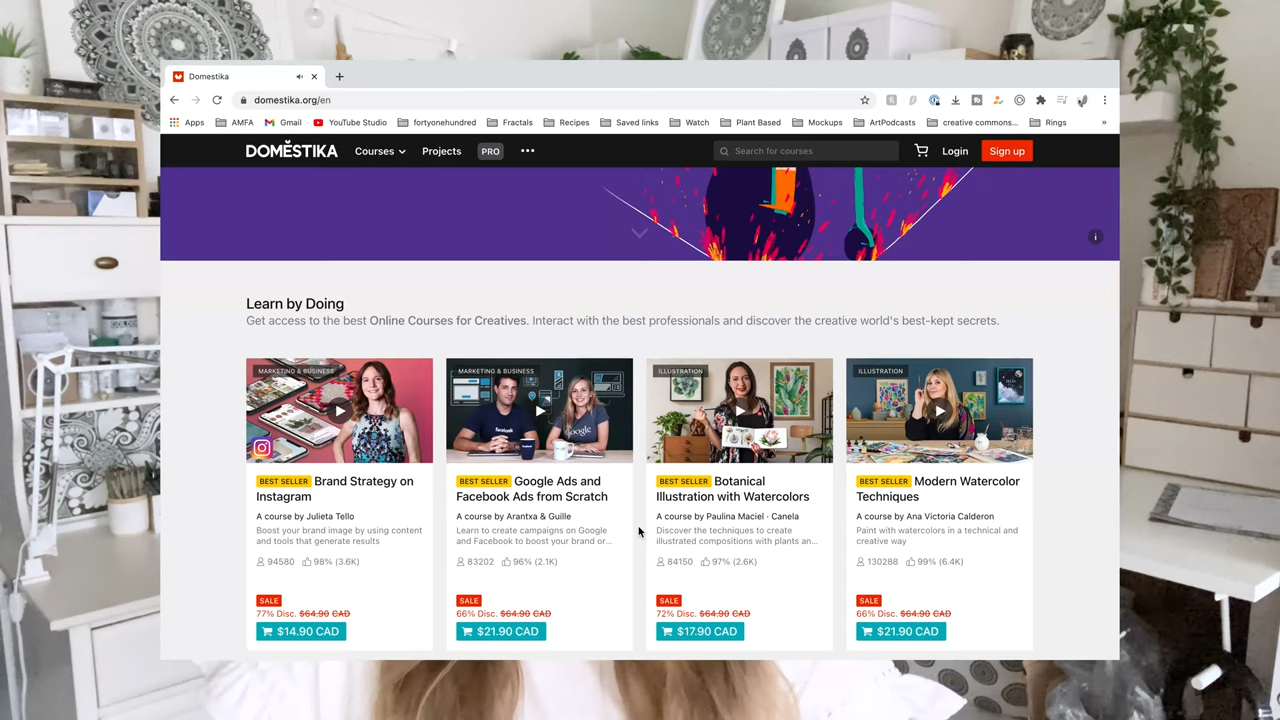 Domestika
domestika.org/en
Apps AMFA Gmail YouTube Studio fortyonehundred Fractals Recipes Saved links Watch Plant Based Mockups ArtPodcasts creative commons... Rings »
DOMESTIKA Courses Projects PRO ••• Search for courses Login Sign up
Learn by Doing
Get access to the best Online Courses for Creatives. Interact with the best professionals and discover the creative world's best-kept secrets.
MARKETING & BUSINESS
BEST SELLER Brand Strategy on
Instagram
A course by Julieta Tello
Boost your brand image by using content
and tools that generate results
94580 98% (3.6K)
SALE
77% Disc. $64.90 CAD
$14.90 CAD
MARKETING & BUSINESS
facebook
Google
BEST SELLER Google Ads and
Facebook Ads from Scratch
A course by Arantxa & Guille
Learn to create campaigns on Google
and Facebook to boost your brand or...
83202 96% (2.1K)
SALE
66% Disc. $64.90 CAD
$21.90 CAD
ILLUSTRATION
BEST SELLER Botanical
Illustration with Watercolors
A course by Paulina Maciel · Canela
Discover the techniques to create
illustrated compositions with plants an...
84150 97% (2.6K)
SALE
72% Disc. $64.90 CAD
$17.90 CAD
ILLUSTRATION
BEST SELLER Modern Watercolor
Techniques
A course by Ana Victoria Calderon
Paint with watercolors in a technical and
creative way
130288 99% (6.4K)
SALE
66% Disc. $64.90 CAD
$21.90 CAD